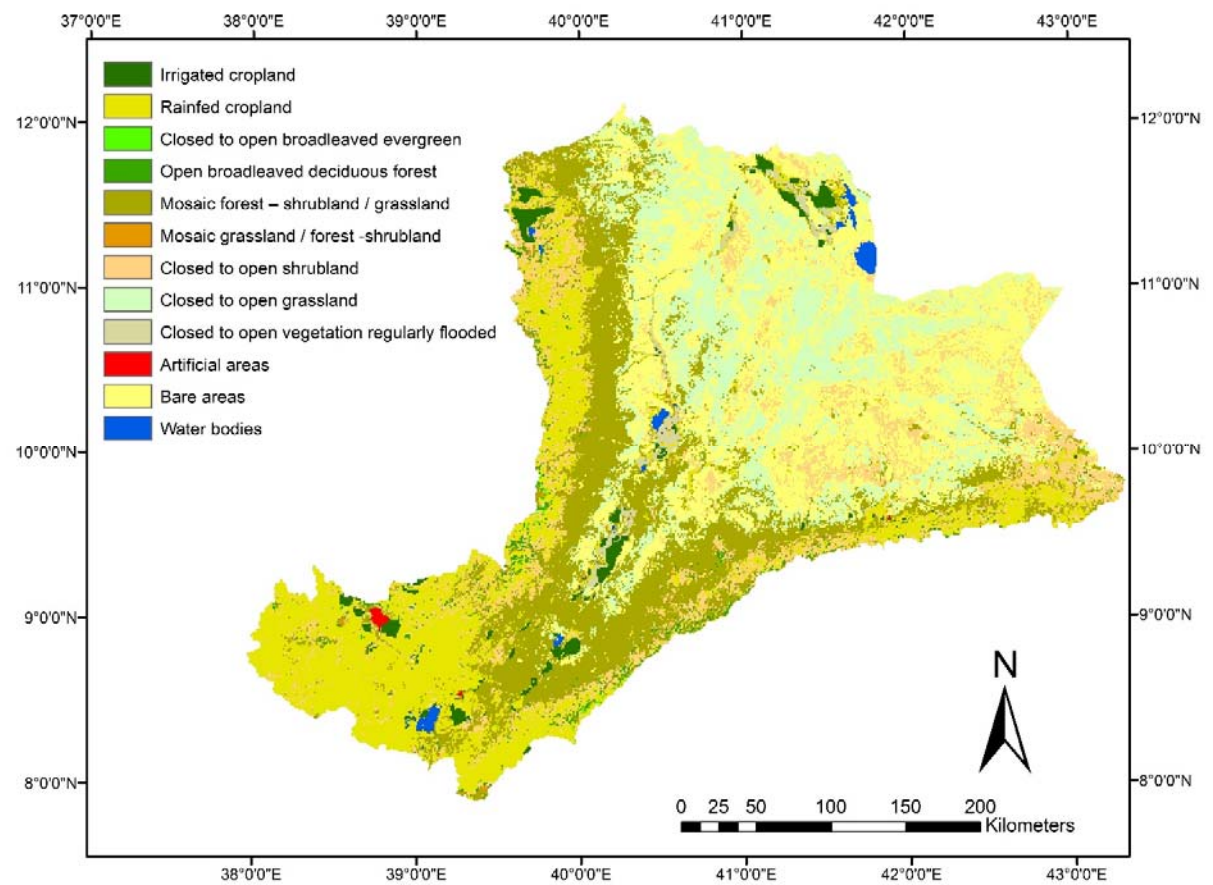 37°0'0"E 38°0'0"E 39°0'0"E 40°0'0"E 41°0'0"E 42°0'0"E 43°0'0"E
Irrigated cropland
Rainfed cropland
12°0'0"N 12°0'0"N
Closed to open broadleaved evergreen
Open broadleaved deciduous forest
Mosaic forest – shrubland / grassland
Mosaic grassland / forest -shrubland
Closed to open shrubland
11°0'0"N 11°0'0"N
Closed to open grassland
Closed to open vegetation regularly flooded
Artificial areas
Bare areas
Water bodies
10°0'0"N 10°0'0"N
9°0'0"N 9°0'0"N
N
8°0'0"N 8°0'0"N
0 25 50 100 150 200
Kilometers
38°0'0"E 39°0'0"E 40°0'0"E 41°0'0"E 42°0'0"E 43°0'0"E